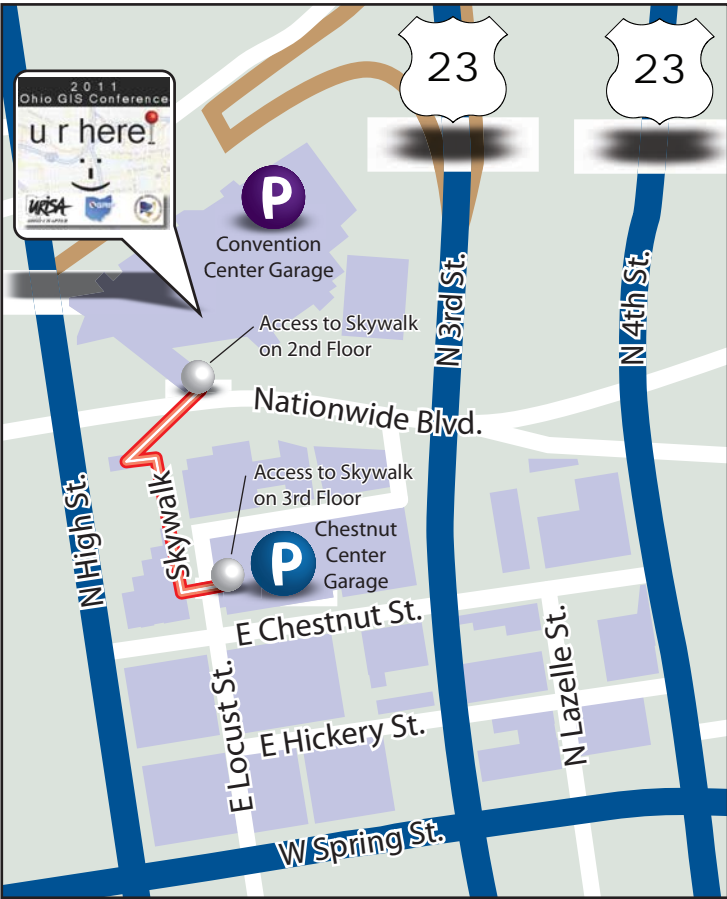 23
23
2011
Ohio GIS Conference
u r here
URISA
P
Convention
Center Garage
Access to Skywalk
on 2nd Floor
N 3rd St.
N 4th St.
Nationwide Blvd.
Access to Skywalk
on 3rd Floor
Skywalk
N High St.
P
Chestnut
Center
Garage
E Chestnut St.
E Locust St.
N Lazelle St.
E Hickery St.
W Spring St.